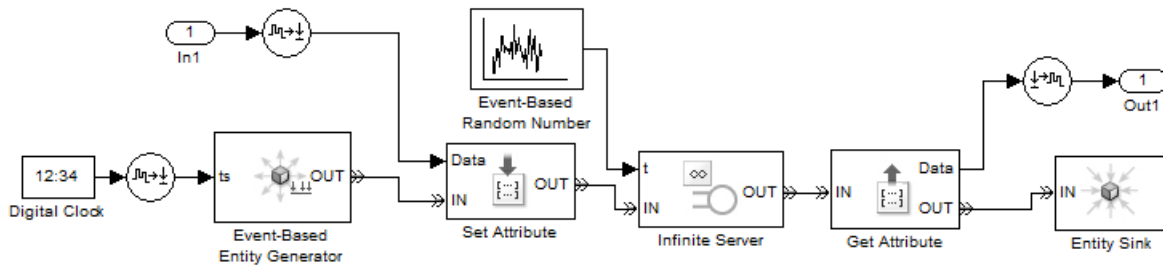 1
In1
Event-Based
Random Number
1
Out1
12:34
Digital Clock
ts
OUT
Event-Based
Entity Generator
Data
IN
OUT
[...]
Set Attribute
t
∞
IN
OUT
Infinite Server
IN
Data
OUT
[...]
Get Attribute
IN
Entity Sink